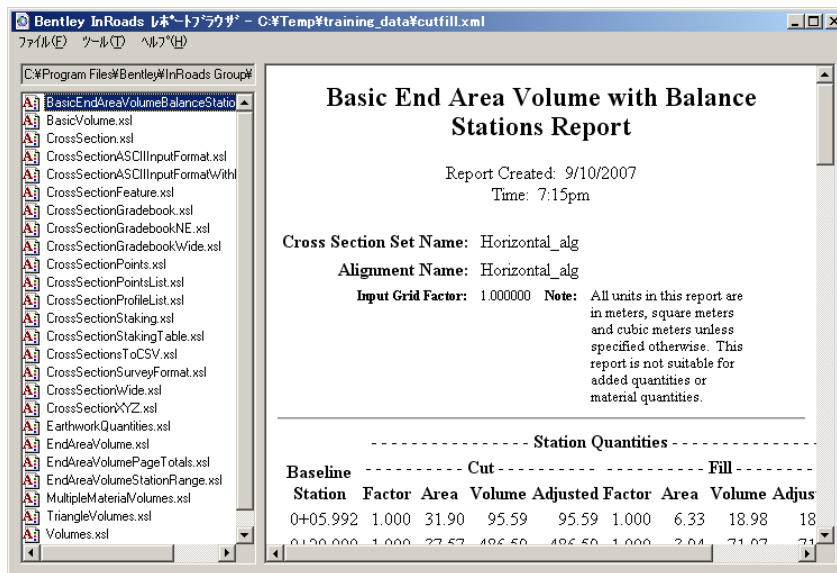 Bentley InRoads レポートブラウザ - C:¥Temp¥training_data¥cutfill.xml
ファイル(F) ツール(T) ヘルプ(H)
C:¥Program Files¥Bentley¥InRoads Group¥
BasicEndAreaVolumeBalanceStatio
BasicVolume.xsl
CrossSection.xsl
CrossSectionASCIIInputFormat.xsl
CrossSectionASCIIInputFormatWithI
CrossSectionFeature.xsl
CrossSectionGradebook.xsl
CrossSectionGradebookNE.xsl
CrossSectionGradebookWide.xsl
CrossSectionPoints.xsl
CrossSectionPointsList.xsl
CrossSectionProfileList.xsl
CrossSectionStaking.xsl
CrossSectionStakingTable.xsl
CrossSectionsToCSV.xsl
CrossSectionSurveyFormat.xsl
CrossSectionWide.xsl
CrossSectionXYZ.xsl
EarthworkQuantities.xsl
EndAreaVolume.xsl
EndAreaVolumePageTotals.xsl
EndAreaVolumeStationRange.xsl
MultipleMaterialVolumes.xsl
TriangleVolumes.xsl
Volumes.xsl
Basic End Area Volume with Balance
Stations Report
Report Created: 9/10/2007
Time: 7:15pm
Cross Section Set Name: Horizontal_alg
Alignment Name: Horizontal_alg
Input Grid Factor: 1.000000 Note: All units in this report are
in meters, square meters
and cubic meters unless
specified otherwise. This
report is not suitable for
added quantities or
material quantities.
- - - - - - - - - - - - - - - - Station Quantities - - - - - - - - - - - - - - - -
Baseline - - - - - - - - - - Cut - - - - - - - - - - - - - - - - - - - - Fill - - - - - - -
Station Factor Area Volume Adjusted Factor Area Volume Adjus
0+05.992 1.000 31.90 95.59 95.59 1.000 6.33 18.98 18